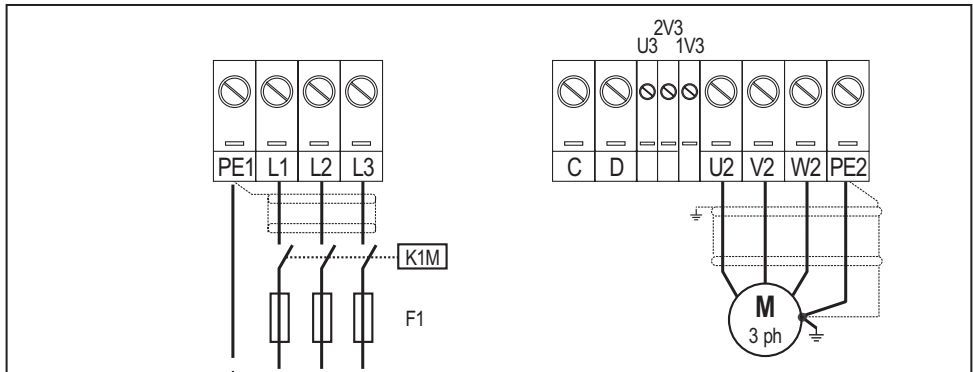 2V3
U3 1V3
PE1 L1 L2 L3
C D U2 V2 W2 PE2
K1M
F1
M
3 ph